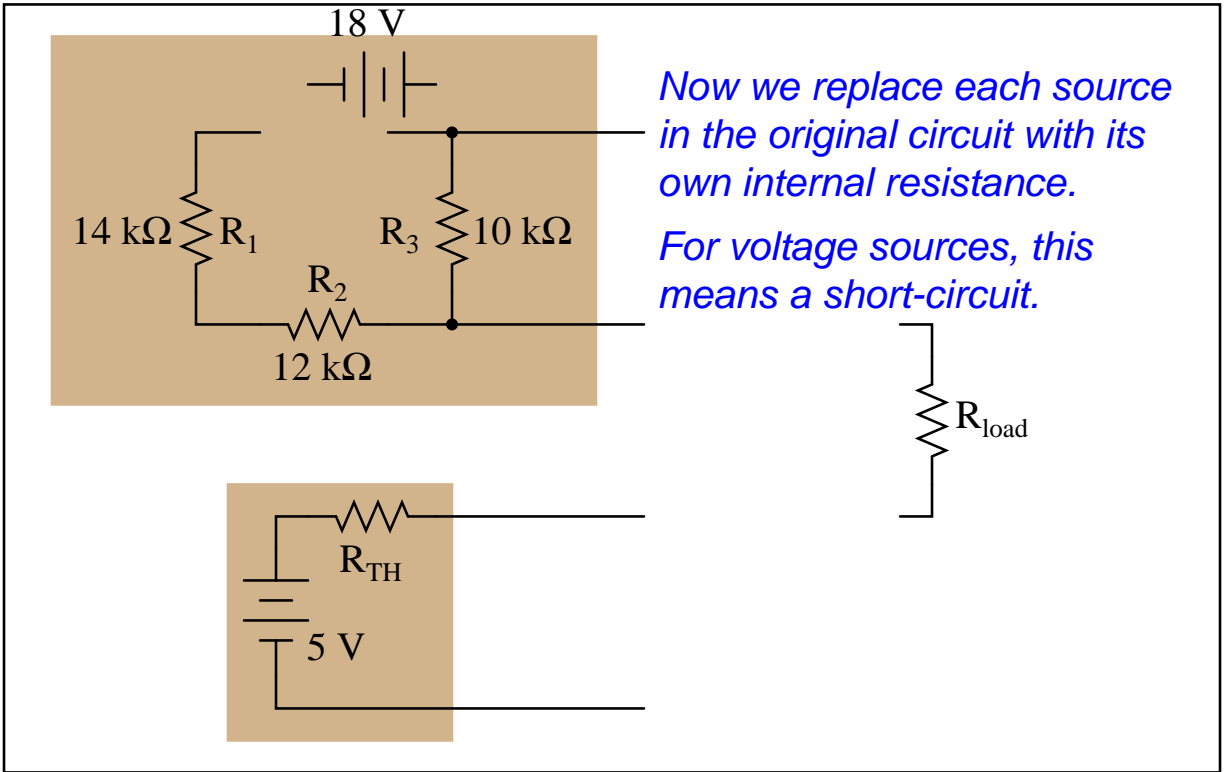 18 V
Now we replace each source
in the original circuit with its
own internal resistance.
14 kΩ R1 R3 10 kΩ
For voltage sources, this
means a short-circuit.
R2
12 kΩ
Rload
RTH
5 V